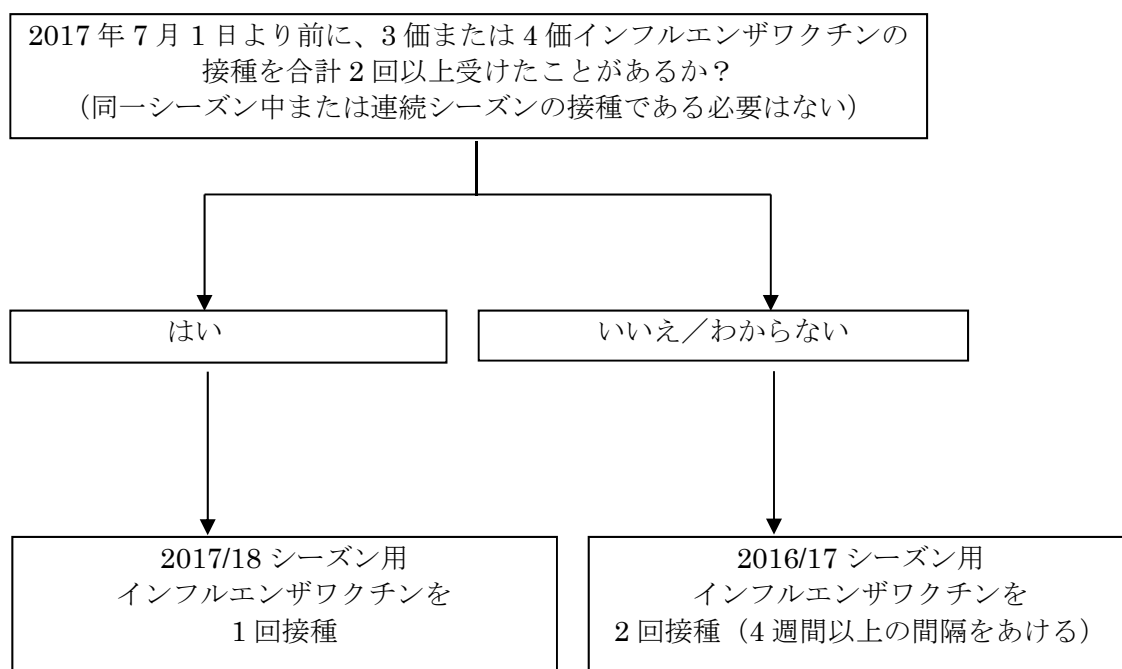 2017 年 7 月 1 日より前に、3 価または 4 価インフルエンザワクチンの
接種を合計 2 回以上受けたことがあるか？
（同一シーズン中または連続シーズンの接種である必要はない）
はい
いいえ／わからない
2017/18 シーズン用
インフルエンザワクチンを
1 回接種
2016/17 シーズン用
インフルエンザワクチンを
2 回接種（4 週間以上の間隔をあける）